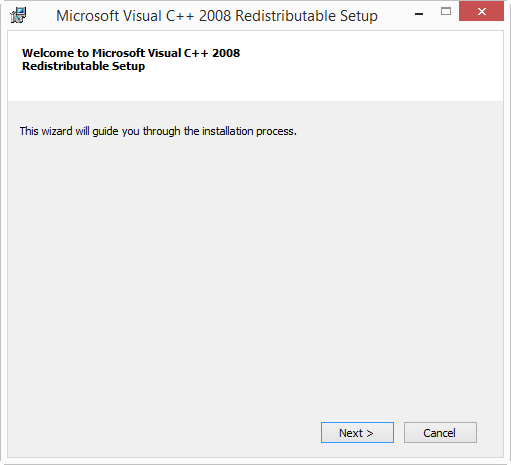 Microsoft Visual C++ 2008 Redistributable Setup
Welcome to Microsoft Visual C++ 2008
Redistributable Setup
This wizard will guide you through the installation process.
Next >
Cancel